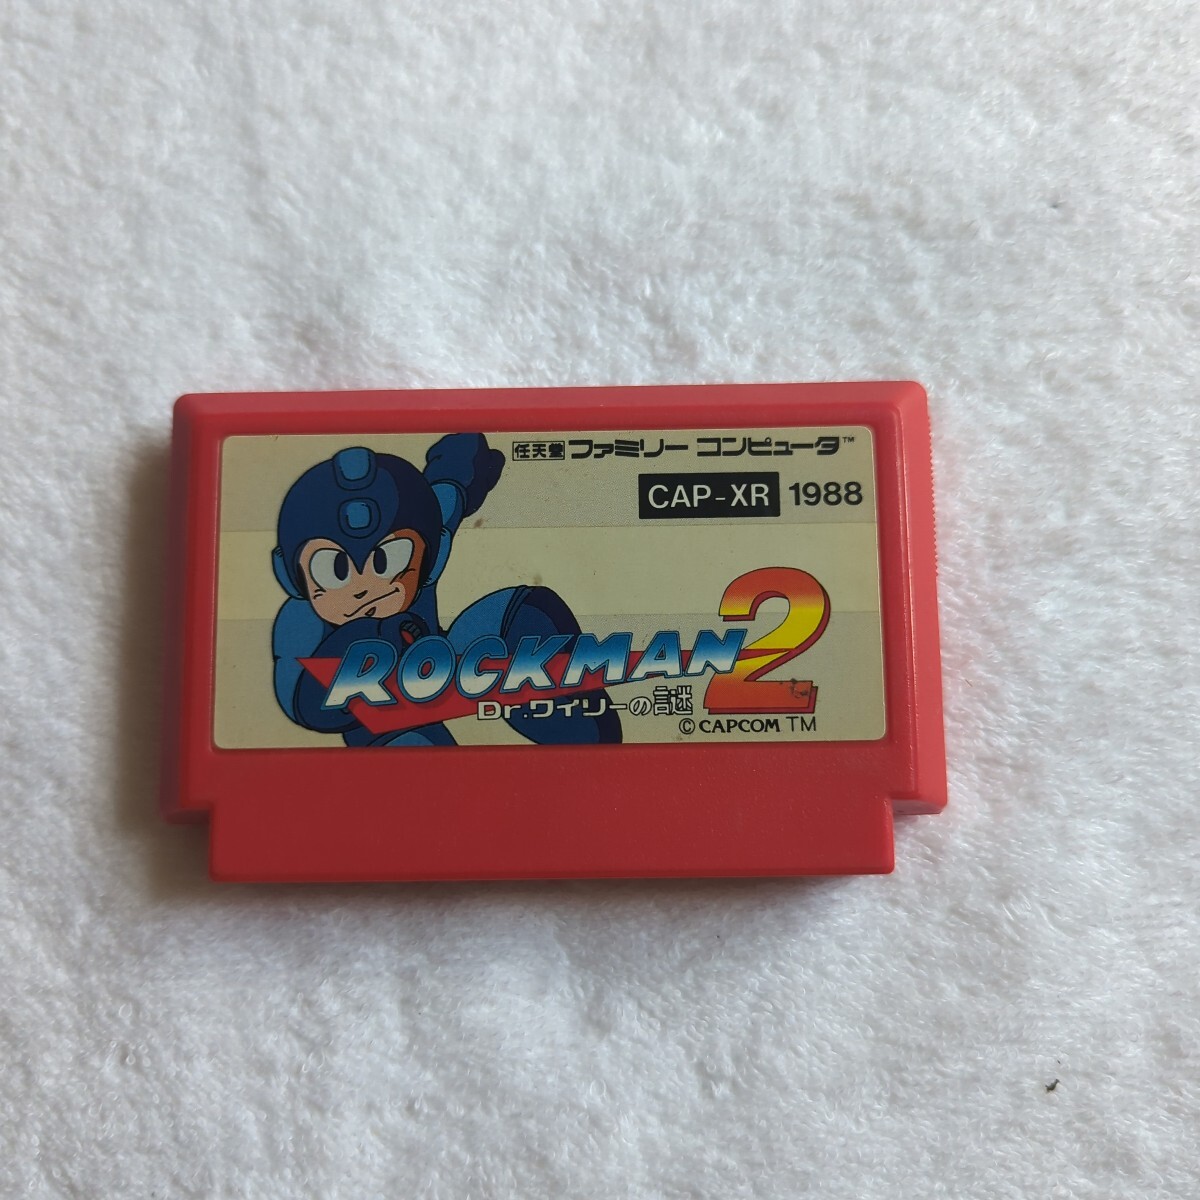 任天堂 ファミリー コンピュータ™
CAP-XR 1988
ROCKMAN 2
Dr.ワイリーの謎
© CAPCOM TM